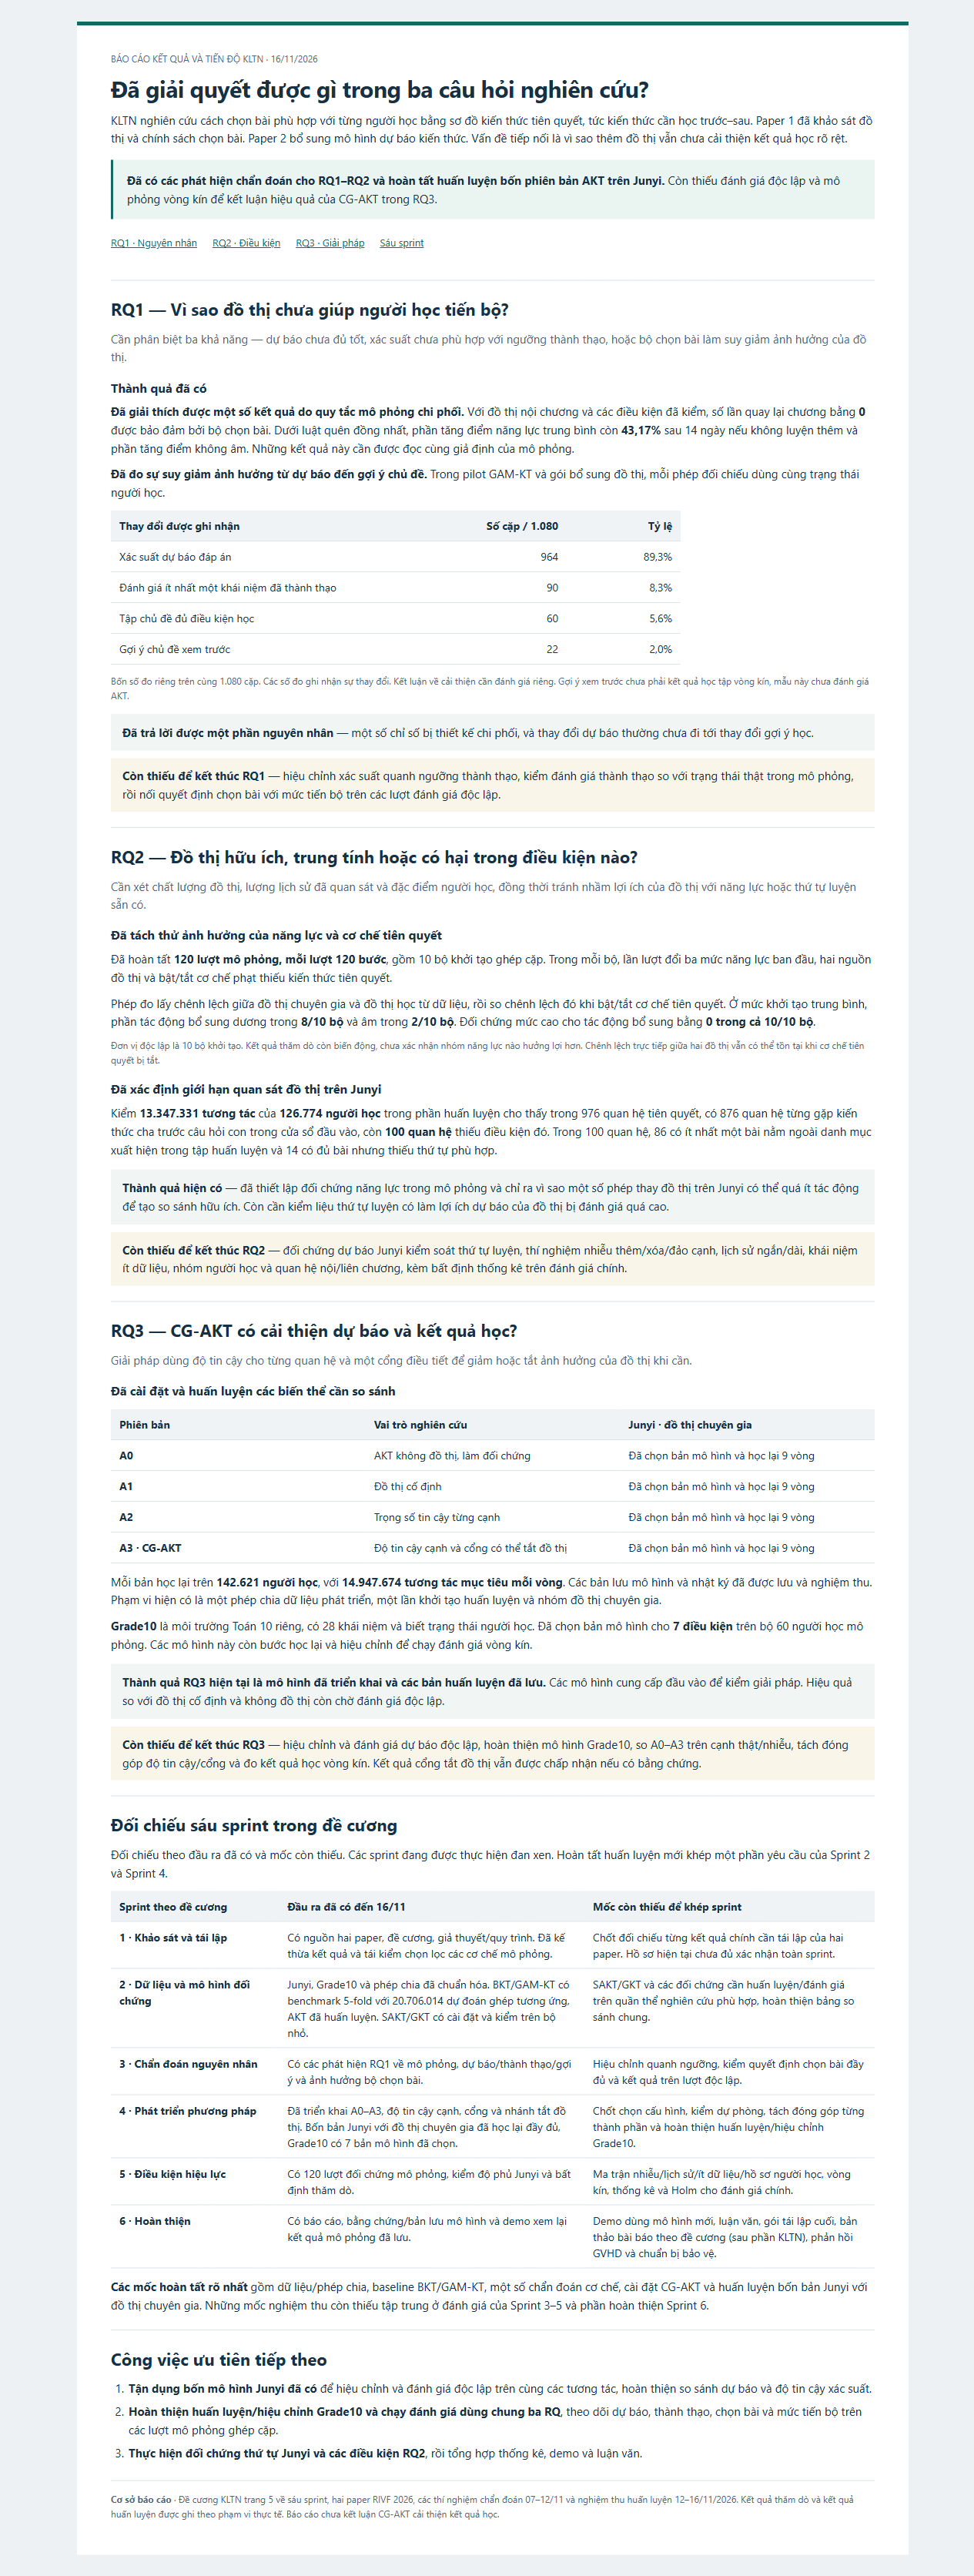 BÁO CÁO KẾT QUẢ VÀ TIẾN ĐỘ KLTN · 16/11/2026
Đã giải quyết được gì trong ba câu hỏi nghiên cứu?
KLTN nghiên cứu cách chọn bài phù hợp với từng người học bằng sơ đồ kiến thức tiên quyết, tức kiến thức cần học trước–sau. Paper 1 đã khảo sát đồ
thị và chính sách chọn bài. Paper 2 bổ sung mô hình dự báo kiến thức. Vấn đề tiếp nối là vì sao thêm đồ thị vẫn chưa cải thiện kết quả học rõ rệt.
Đã có các phát hiện chẩn đoán cho RQ1–RQ2 và hoàn tất huấn luyện bốn phiên bản AKT trên Junyi. Còn thiếu đánh giá độc lập và mô
phỏng vòng kín để kết luận hiệu quả của CG-AKT trong RQ3.
RQ1 · Nguyên nhân RQ2 · Điều kiện RQ3 · Giải pháp Sáu sprint
RQ1 — Vì sao đồ thị chưa giúp người học tiến bộ?
Cần phân biệt ba khả năng — dự báo chưa đủ tốt, xác suất chưa phù hợp với ngưỡng thành thạo, hoặc bộ chọn bài làm suy giảm ảnh hưởng của đồ
thị.
Thành quả đã có
Đã giải thích được một số kết quả do quy tắc mô phỏng chi phối. Với đồ thị nội chương và các điều kiện đã kiểm, số lần quay lại chương bằng 0
được bảo đảm bởi bộ chọn bài. Dưới luật quên đồng nhất, phần tăng điểm năng lực trung bình còn 43,17% sau 14 ngày nếu không luyện thêm và
phần tăng điểm không âm. Những kết quả này cần được đọc cùng giả định của mô phỏng.
Đã đo sự suy giảm ảnh hưởng từ dự báo đến gợi ý chủ đề. Trong pilot GAM-KT và gói bổ sung đồ thị, mỗi phép đối chiếu dùng cùng trạng thái
người học.
Thay đổi được ghi nhận Số cặp / 1.080 Tỷ lệ
Xác suất dự báo đáp án 964 89,3%
Đánh giá ít nhất một khái niệm đã thành thạo 90 8,3%
Tập chủ đề đủ điều kiện học 60 5,6%
Gợi ý chủ đề xem trước 22 2,0%
Bốn số đo riêng trên cùng 1.080 cặp. Các số đo ghi nhận sự thay đổi. Kết luận về cải thiện cần đánh giá riêng. Gợi ý xem trước chưa phải kết quả học tập vòng kín, mẫu này chưa đánh giá
AKT.
Đã trả lời được một phần nguyên nhân — một số chỉ số bị thiết kế chi phối, và thay đổi dự báo thường chưa đi tới thay đổi gợi ý học.
Còn thiếu để kết thúc RQ1 — hiệu chỉnh xác suất quanh ngưỡng thành thạo, kiểm đánh giá thành thạo so với trạng thái thật trong mô phỏng,
rồi nối quyết định chọn bài với mức tiến bộ trên các lượt đánh giá độc lập.
RQ2 — Đồ thị hữu ích, trung tính hoặc có hại trong điều kiện nào?
Cần xét chất lượng đồ thị, lượng lịch sử đã quan sát và đặc điểm người học, đồng thời tránh nhầm lợi ích của đồ thị với năng lực hoặc thứ tự luyện
sẵn có.
Đã tách thử ảnh hưởng của năng lực và cơ chế tiên quyết
Đã hoàn tất 120 lượt mô phỏng, mỗi lượt 120 bước, gồm 10 bộ khởi tạo ghép cặp. Trong mỗi bộ, lần lượt đổi ba mức năng lực ban đầu, hai nguồn
đồ thị và bật/tắt cơ chế phạt thiếu kiến thức tiên quyết.
Phép đo lấy chênh lệch giữa đồ thị chuyên gia và đồ thị học từ dữ liệu, rồi so chênh lệch đó khi bật/tắt cơ chế tiên quyết. Ở mức khởi tạo trung bình,
phần tác động bổ sung dương trong 8/10 bộ và âm trong 2/10 bộ. Đối chứng mức cao cho tác động bổ sung bằng 0 trong cả 10/10 bộ.
Đơn vị độc lập là 10 bộ khởi tạo. Kết quả thăm dò còn biến động, chưa xác nhận nhóm năng lực nào hưởng lợi hơn. Chênh lệch trực tiếp giữa hai đồ thị vẫn có thể tồn tại khi cơ chế tiên
quyết bị tắt.
Đã xác định giới hạn quan sát đồ thị trên Junyi
Kiểm 13.347.331 tương tác của 126.774 người học trong phần huấn luyện cho thấy trong 976 quan hệ tiên quyết, có 876 quan hệ từng gặp kiến
thức cha trước câu hỏi con trong cửa sổ đầu vào, còn 100 quan hệ thiếu điều kiện đó. Trong 100 quan hệ, 86 có ít nhất một bài nằm ngoài danh mục
xuất hiện trong tập huấn luyện và 14 có đủ bài nhưng thiếu thứ tự phù hợp.
Thành quả hiện có — đã thiết lập đối chứng năng lực trong mô phỏng và chỉ ra vì sao một số phép thay đồ thị trên Junyi có thể quá ít tác động
để tạo so sánh hữu ích. Còn cần kiểm liệu thứ tự luyện có làm lợi ích dự báo của đồ thị bị đánh giá quá cao.
Còn thiếu để kết thúc RQ2 — đối chứng dự báo Junyi kiểm soát thứ tự luyện, thí nghiệm nhiễu thêm/xóa/đảo cạnh, lịch sử ngắn/dài, khái niệm
ít dữ liệu, nhóm người học và quan hệ nội/liên chương, kèm bất định thống kê trên đánh giá chính.
RQ3 — CG-AKT có cải thiện dự báo và kết quả học?
Giải pháp dùng độ tin cậy cho từng quan hệ và một cổng điều tiết để giảm hoặc tắt ảnh hưởng của đồ thị khi cần.
Đã cài đặt và huấn luyện các biến thể cần so sánh
Phiên bản Vai trò nghiên cứu Junyi · đồ thị chuyên gia
A0 AKT không đồ thị, làm đối chứng Đã chọn bản mô hình và học lại 9 vòng
A1 Đồ thị cố định Đã chọn bản mô hình và học lại 9 vòng
A2 Trọng số tin cậy từng cạnh Đã chọn bản mô hình và học lại 9 vòng
A3 · CG-AKT Độ tin cậy cạnh và cổng có thể tắt đồ thị Đã chọn bản mô hình và học lại 9 vòng
Mỗi bản học lại trên 142.621 người học, với 14.947.674 tương tác mục tiêu mỗi vòng. Các bản lưu mô hình và nhật ký đã được lưu và nghiệm thu.
Phạm vi hiện có là một phép chia dữ liệu phát triển, một lần khởi tạo huấn luyện và nhóm đồ thị chuyên gia.
Grade10 là môi trường Toán 10 riêng, có 28 khái niệm và biết trạng thái người học. Đã chọn bản mô hình cho 7 điều kiện trên bộ 60 người học mô
phỏng. Các mô hình này còn bước học lại và hiệu chỉnh để chạy đánh giá vòng kín.
Thành quả RQ3 hiện tại là mô hình đã triển khai và các bản huấn luyện đã lưu. Các mô hình cung cấp đầu vào để kiểm giải pháp. Hiệu quả
so với đồ thị cố định và không đồ thị còn chờ đánh giá độc lập.
Còn thiếu để kết thúc RQ3 — hiệu chỉnh và đánh giá dự báo độc lập, hoàn thiện mô hình Grade10, so A0–A3 trên cạnh thật/nhiễu, tách đóng
góp độ tin cậy/cổng và đo kết quả học vòng kín. Kết quả cổng tắt đồ thị vẫn được chấp nhận nếu có bằng chứng.
Đối chiếu sáu sprint trong đề cương
Đối chiếu theo đầu ra đã có và mốc còn thiếu. Các sprint đang được thực hiện đan xen. Hoàn tất huấn luyện mới khép một phần yêu cầu của Sprint 2
và Sprint 4.
Sprint theo đề cương Đầu ra đã có đến 16/11 Mốc còn thiếu để khép sprint
1 · Khảo sát và tái lập Có nguồn hai paper, đề cương, giả thuyết/quy trình. Đã kế Chốt đối chiếu từng kết quả chính cần tái lập của hai
thừa kết quả và tái kiểm chọn lọc các cơ chế mô phỏng. paper. Hồ sơ hiện tại chưa đủ xác nhận toàn sprint.
2 · Dữ liệu và mô hình đối Junyi, Grade10 và phép chia đã chuẩn hóa. BKT/GAM-KT có SAKT/GKT và các đối chứng cần huấn luyện/đánh giá
chứng benchmark 5-fold với 20.706.014 dự đoán ghép tương ứng, trên quần thể nghiên cứu phù hợp, hoàn thiện bảng so
AKT đã huấn luyện. SAKT/GKT có cài đặt và kiểm trên bộ sánh chung.
nhỏ.
3 · Chẩn đoán nguyên nhân Có các phát hiện RQ1 về mô phỏng, dự báo/thành thạo/gợi Hiệu chỉnh quanh ngưỡng, kiểm quyết định chọn bài đầy
ý và ảnh hưởng bộ chọn bài. đủ và kết quả trên lượt độc lập.
4 · Phát triển phương pháp Đã triển khai A0–A3, độ tin cậy cạnh, cổng và nhánh tắt đồ Chốt chọn cấu hình, kiểm dự phòng, tách đóng góp từng
thị. Bốn bản Junyi với đồ thị chuyên gia đã học lại đầy đủ, thành phần và hoàn thiện huấn luyện/hiệu chỉnh
Grade10 có 7 bản mô hình đã chọn. Grade10.
5 · Điều kiện hiệu lực Có 120 lượt đối chứng mô phỏng, kiểm độ phủ Junyi và bất Ma trận nhiễu/lịch sử/ít dữ liệu/hồ sơ người học, vòng
định thăm dò. kín, thống kê và Holm cho đánh giá chính.
6 · Hoàn thiện Có báo cáo, bằng chứng/bản lưu mô hình và demo xem lại Demo dùng mô hình mới, luận văn, gói tái lập cuối, bản
kết quả mô phỏng đã lưu. thảo bài báo theo đề cương (sau phần KLTN), phản hồi
GVHD và chuẩn bị bảo vệ.
Các mốc hoàn tất rõ nhất gồm dữ liệu/phép chia, baseline BKT/GAM-KT, một số chẩn đoán cơ chế, cài đặt CG-AKT và huấn luyện bốn bản Junyi với
đồ thị chuyên gia. Những mốc nghiệm thu còn thiếu tập trung ở đánh giá của Sprint 3–5 và phần hoàn thiện Sprint 6.
Công việc ưu tiên tiếp theo
1. Tận dụng bốn mô hình Junyi đã có để hiệu chỉnh và đánh giá độc lập trên cùng các tương tác, hoàn thiện so sánh dự báo và độ tin cậy xác suất.
2. Hoàn thiện huấn luyện/hiệu chỉnh Grade10 và chạy đánh giá dùng chung ba RQ, theo dõi dự báo, thành thạo, chọn bài và mức tiến bộ trên
các lượt mô phỏng ghép cặp.
3. Thực hiện đối chứng thứ tự Junyi và các điều kiện RQ2, rồi tổng hợp thống kê, demo và luận văn.
Cơ sở báo cáo · Đề cương KLTN trang 5 về sáu sprint, hai paper RIVF 2026, các thí nghiệm chẩn đoán 07–12/11 và nghiệm thu huấn luyện 12–16/11/2026. Kết quả thăm dò và kết quả
huấn luyện được ghi theo phạm vi thực tế. Báo cáo chưa kết luận CG-AKT cải thiện kết quả học.